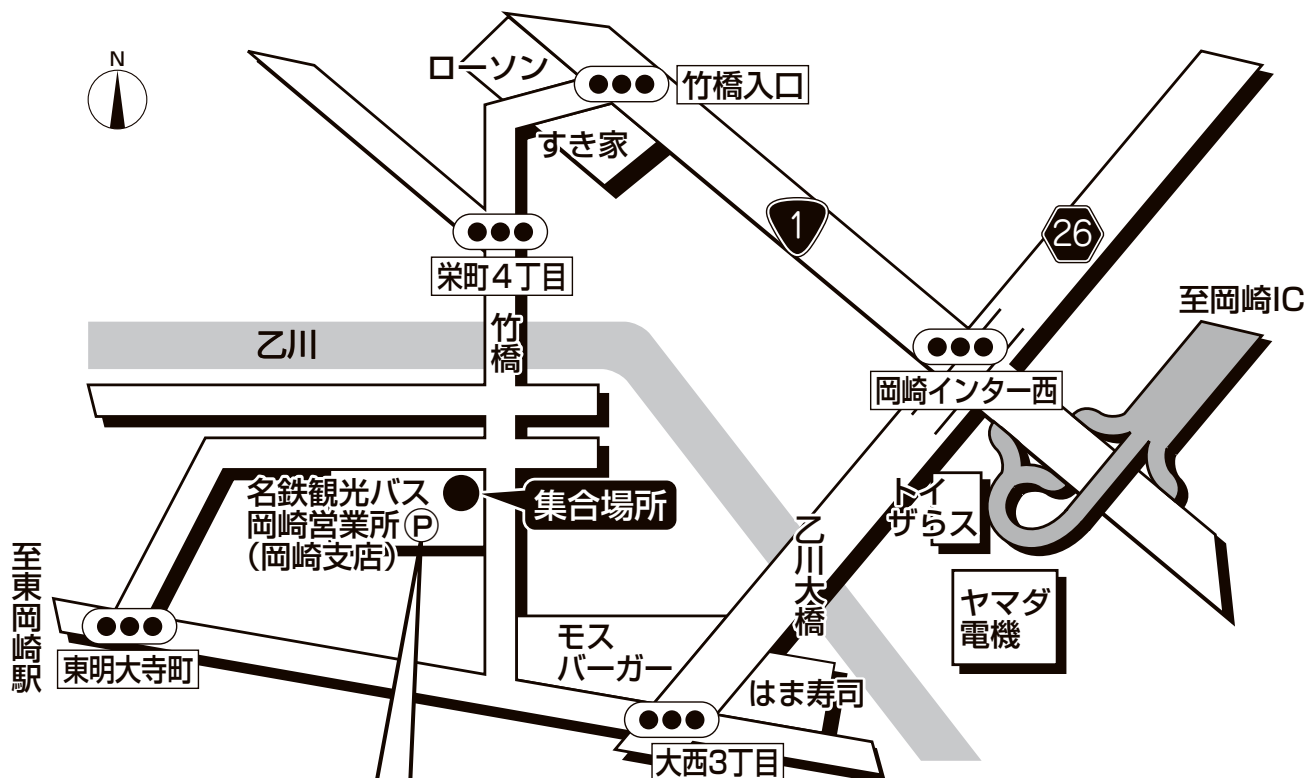 N
ローソン
竹橋入口
すき家
1
26
栄町4丁目
至岡崎IC
乙川
竹橋
岡崎インター西
名鉄観光バス
岡崎営業所 P
(岡崎支店)
集合場所
トイ
ザらス
乙川大橋
至東岡崎駅
ヤマダ
電機
モス
バーガー
東明大寺町
はま寿司
大西3丁目